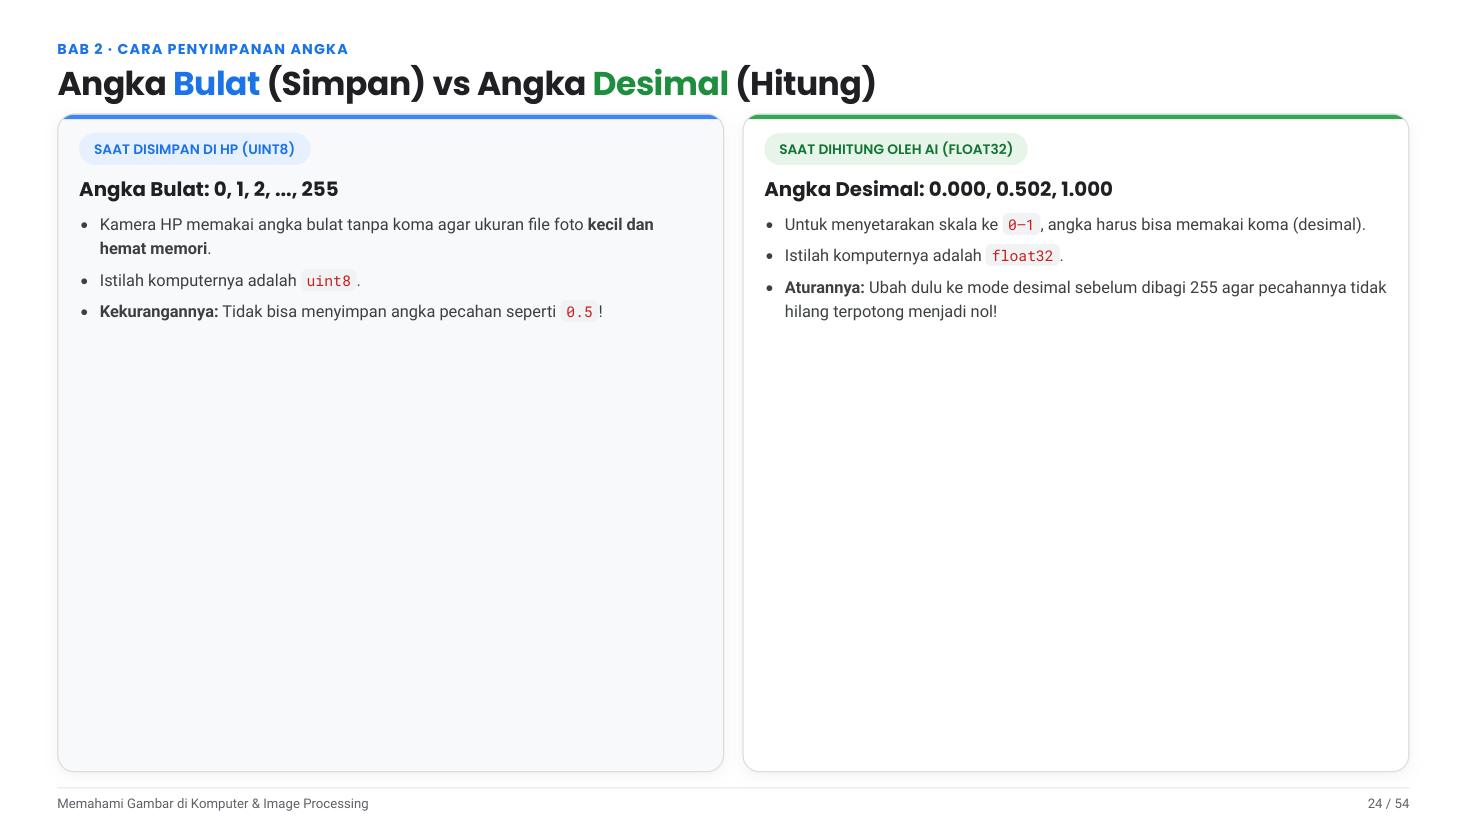 BAB 2 · CARA PENYIMPANAN ANGKA
Angka Bulat (Simpan) vs Angka Desimal (Hitung)
SAAT DISIMPAN DI HP (UINT8)
Angka Bulat: 0, 1, 2, ..., 255
• Kamera HP memakai angka bulat tanpa koma agar ukuran file foto kecil dan
hemat memori.
• Istilah komputernya adalah uint8.
• Kekurangannya: Tidak bisa menyimpan angka pecahan seperti 0.5!
SAAT DIHITUNG OLEH AI (FLOAT32)
Angka Desimal: 0.000, 0.502, 1.000
• Untuk menyetarakan skala ke 0–1, angka harus bisa memakai koma (desimal).
• Istilah komputernya adalah float32.
• Aturannya: Ubah dulu ke mode desimal sebelum dibagi 255 agar pecahannya tidak
hilang terpotong menjadi nol!
Memahami Gambar di Komputer & Image Processing
24 / 54